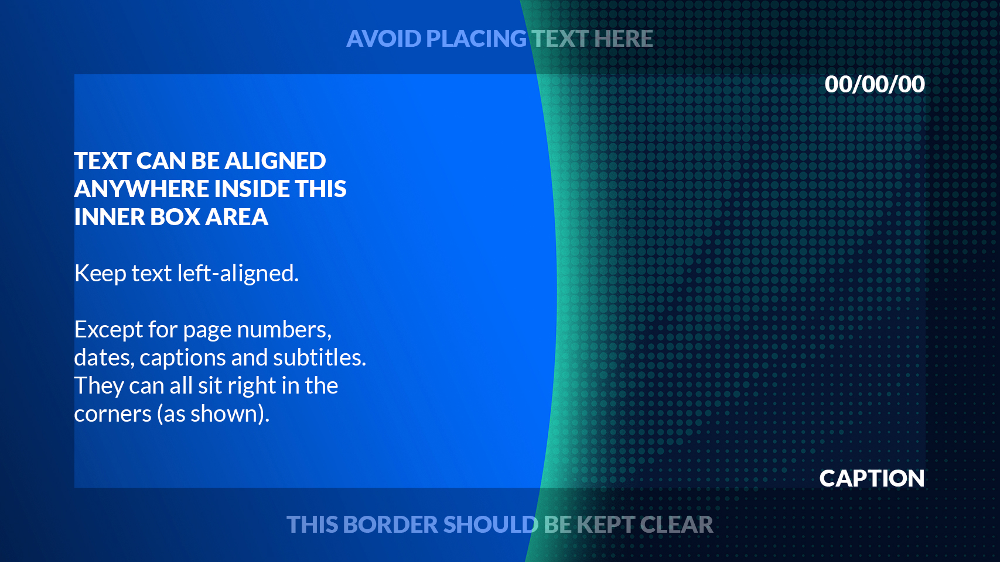 AVOID PLACING TEXT HERE
00/00/00
TEXT CAN BE ALIGNED
ANYWHERE INSIDE THIS
INNER BOX AREA
Keep text left-aligned.
Except for page numbers,
dates, captions and subtitles.
They can all sit right in the
corners (as shown).
CAPTION
THIS BORDER SHOULD BE KEPT CLEAR